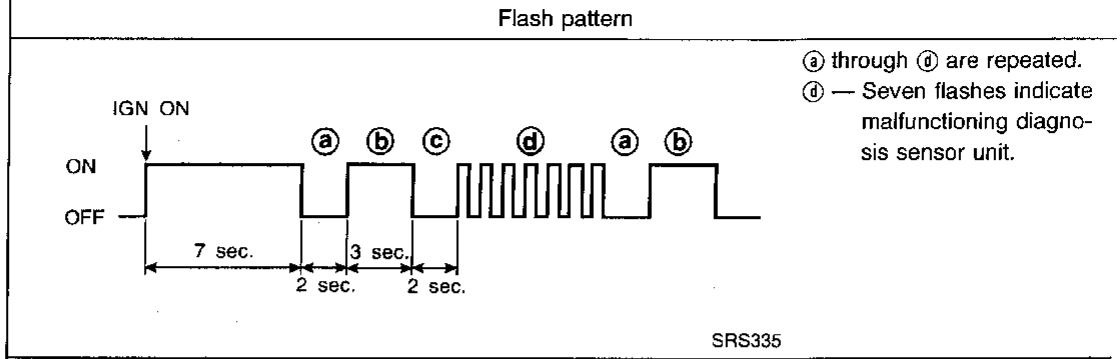 Flash pattern
ⓐ through ⓓ are repeated.
ⓓ — Seven flashes indicate
malfunctioning diagno-
sis sensor unit.
IGN ON
ⓐ ⓑ ⓒ ⓓ ⓐ ⓑ
ON
OFF
7 sec. 3 sec.
2 sec. 2 sec.
SRS335